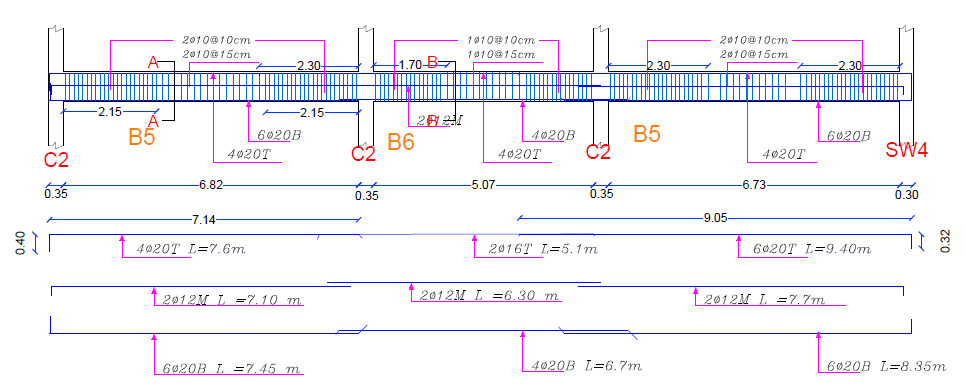 2ø10@10cm
2ø10@15cm
1ø10@10cm
1ø10@15cm
2ø10@10cm
2ø10@15cm
A
2.30
1.70
B
2.30
2.30
2.15
A
2.15
B
2ø12M
B5
6ø20B
B6
4ø20B
B5
6ø20B
C2
4ø20T
C2
4ø20T
C2
4ø20T
SW4
0.35
6.82
0.35
5.07
0.35
6.73
0.30
7.14
9.05
0.40
4ø20T L=7.6m
2ø16T L=5.1m
6ø20T L=9.40m
0.32
2ø12M L =7.10 m
2ø12M L =6.30 m
2ø12M L =7.7m
6ø20B L =7.45 m
4ø20B L=6.7m
6ø20B L=8.35m